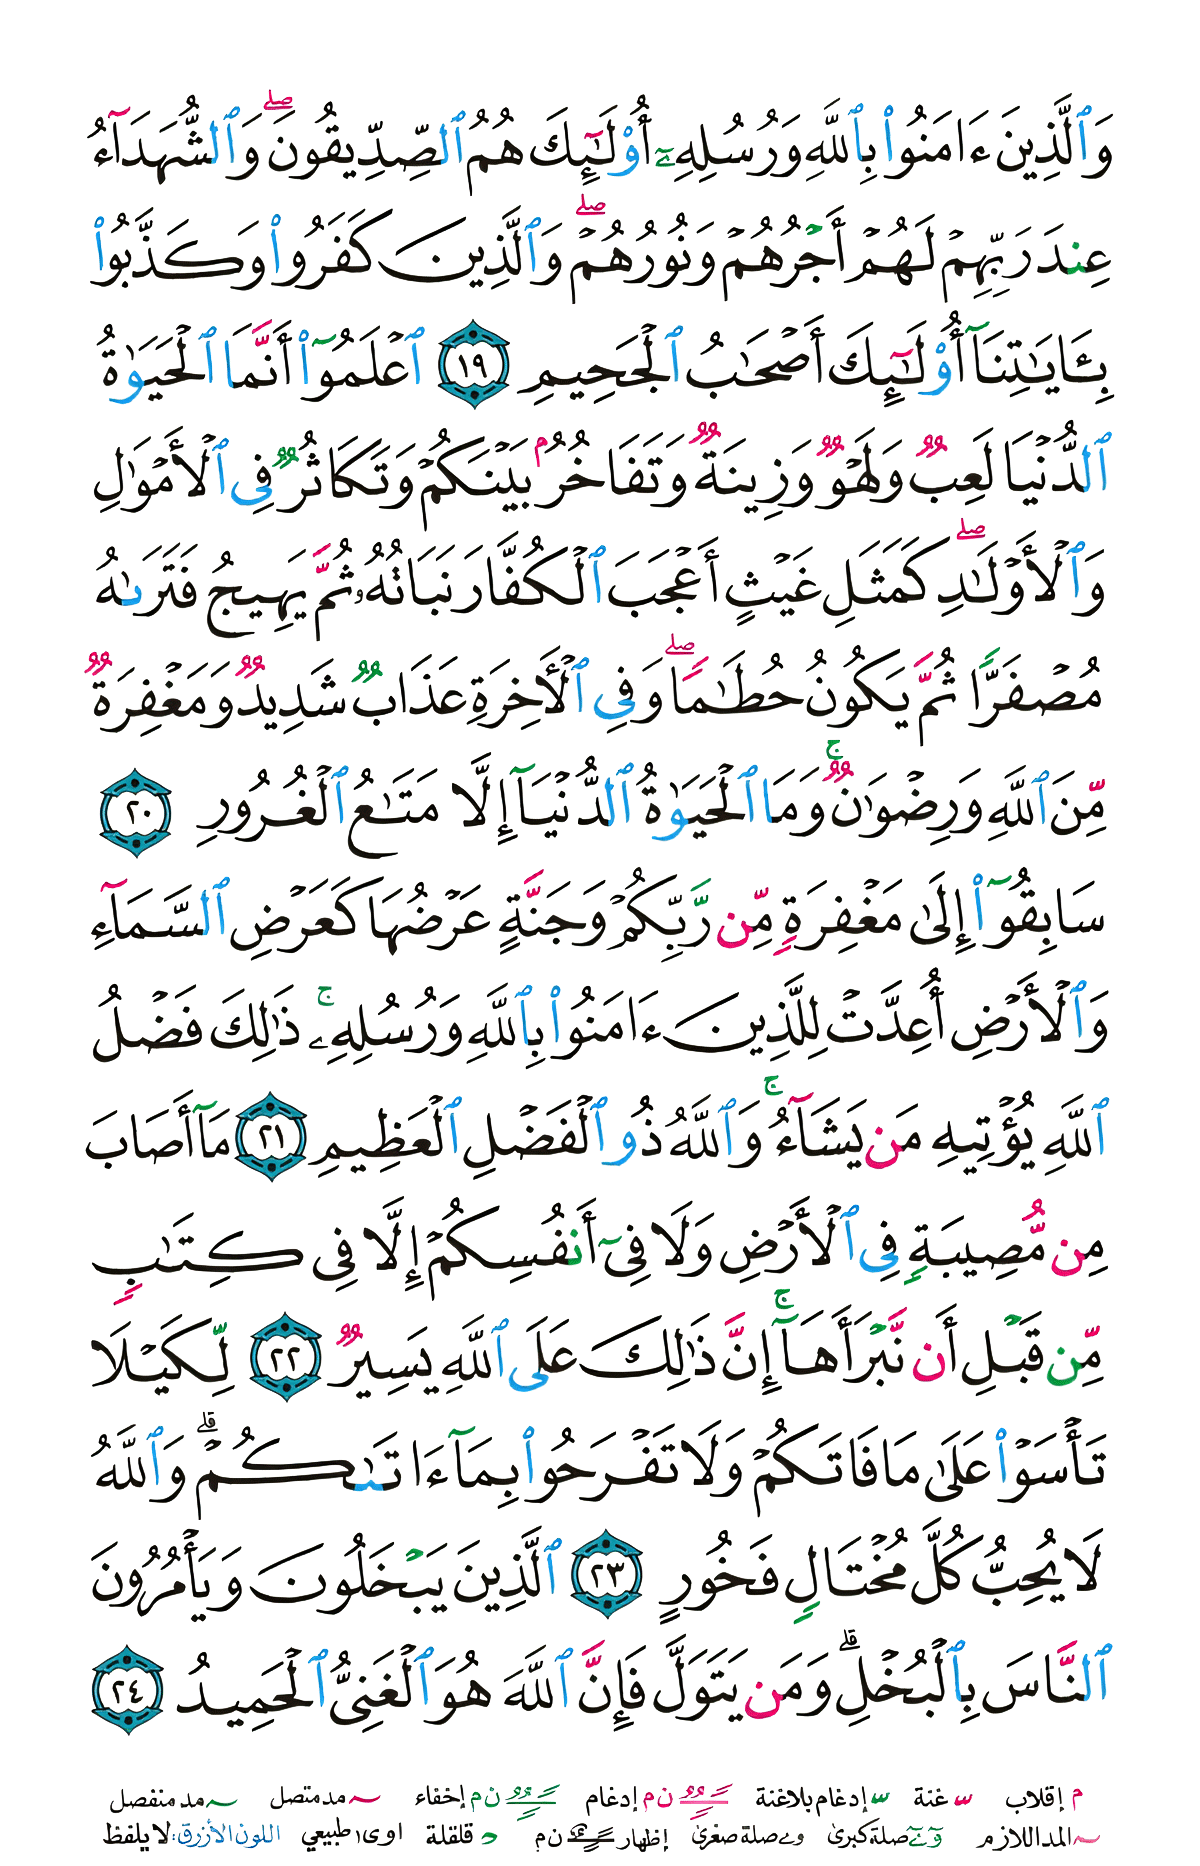 وَٱلَّذِينَ ءَامَنُوا۟ بِٱللَّهِ وَرُسُلِهِۦٓ أُو۟لَٰٓئِكَ هُمُ ٱلصِّدِّيقُونَ ۖ وَٱلشُّهَدَآءُ
عِندَ رَبِّهِمْ لَهُمْ أَجْرُهُمْ وَنُورُهُمْ ۖ وَٱلَّذِينَ كَفَرُوا۟ وَكَذَّبُوا۟
بِـَٔايَٰتِنَآ أُو۟لَٰٓئِكَ أَصْحَٰبُ ٱلْجَحِيمِ ١٩ ٱعْلَمُوٓا۟ أَنَّمَا ٱلْحَيَوٰةُ
ٱلدُّنْيَا لَعِبٌ وَلَهْوٌ وَزِينَةٌ وَتَفَاخُرٌۢ بَيْنَكُمْ وَتَكَاثُرٌ فِى ٱلْأَمْوَٰلِ
وَٱلْأَوْلَٰدِ ۖ كَمَثَلِ غَيْثٍ أَعْجَبَ ٱلْكُفَّارَ نَبَاتُهُۥ ثُمَّ يَهِيجُ فَتَرَىٰهُ
مُصْفَرًّا ثُمَّ يَكُونُ حُطَٰمًا ۖ وَفِى ٱلْأَخِرَةِ عَذَابٌ شَدِيدٌ وَمَغْفِرَةٌ
مِّنَ ٱللَّهِ وَرِضْوَٰنٌ ۚ وَمَا ٱلْحَيَوٰةُ ٱلدُّنْيَآ إِلَّا مَتَٰعُ ٱلْغُرُورِ ٢٠
سَابِقُوٓا۟ إِلَىٰ مَغْفِرَةٍ مِّن رَّبِّكُمْ وَجَنَّةٍ عَرْضُهَا كَعَرْضِ ٱلسَّمَآءِ
وَٱلْأَرْضِ أُعِدَّتْ لِلَّذِينَ ءَامَنُوا۟ بِٱللَّهِ وَرُسُلِهِۦ ۚ ذَٰلِكَ فَضْلُ
ٱللَّهِ يُؤْتِيهِ مَن يَشَآءُ ۚ وَٱللَّهُ ذُو ٱلْفَضْلِ ٱلْعَظِيمِ ٢١ مَآ أَصَابَ
مِن مُّصِيبَةٍ فِى ٱلْأَرْضِ وَلَا فِىٓ أَنفُسِكُمْ إِلَّا فِى كِتَٰبٍ
مِّن قَبْلِ أَن نَّبْرَأَهَآ ۚ إِنَّ ذَٰلِكَ عَلَى ٱللَّهِ يَسِيرٌ ٢٢ لِّكَيْلَا
تَأْسَوْا۟ عَلَىٰ مَا فَاتَكُمْ وَلَا تَفْرَحُوا۟ بِمَآ ءَاتَىٰكُمْ ۗ وَٱللَّهُ
لَا يُحِبُّ كُلَّ مُخْتَالٍ فَخُورٍ ٢٣ ٱلَّذِينَ يَبْخَلُونَ وَيَأْمُرُونَ
ٱلنَّاسَ بِٱلْبُخْلِ ۗ وَمَن يَتَوَلَّ فَإِنَّ ٱللَّهَ هُوَ ٱلْغَنِىُّ ٱلْحَمِيدُ ٢٤
م إقلاب غنة إدغام بلاغنة ن م إدغام ن م إخفاء مد متصل مد منفصل
المد اللازم صلة كبرى و ے صلة صغرى إظهار ن م قلقلة ا و ى طبيعي اللون الأزرق: لا يلفظ